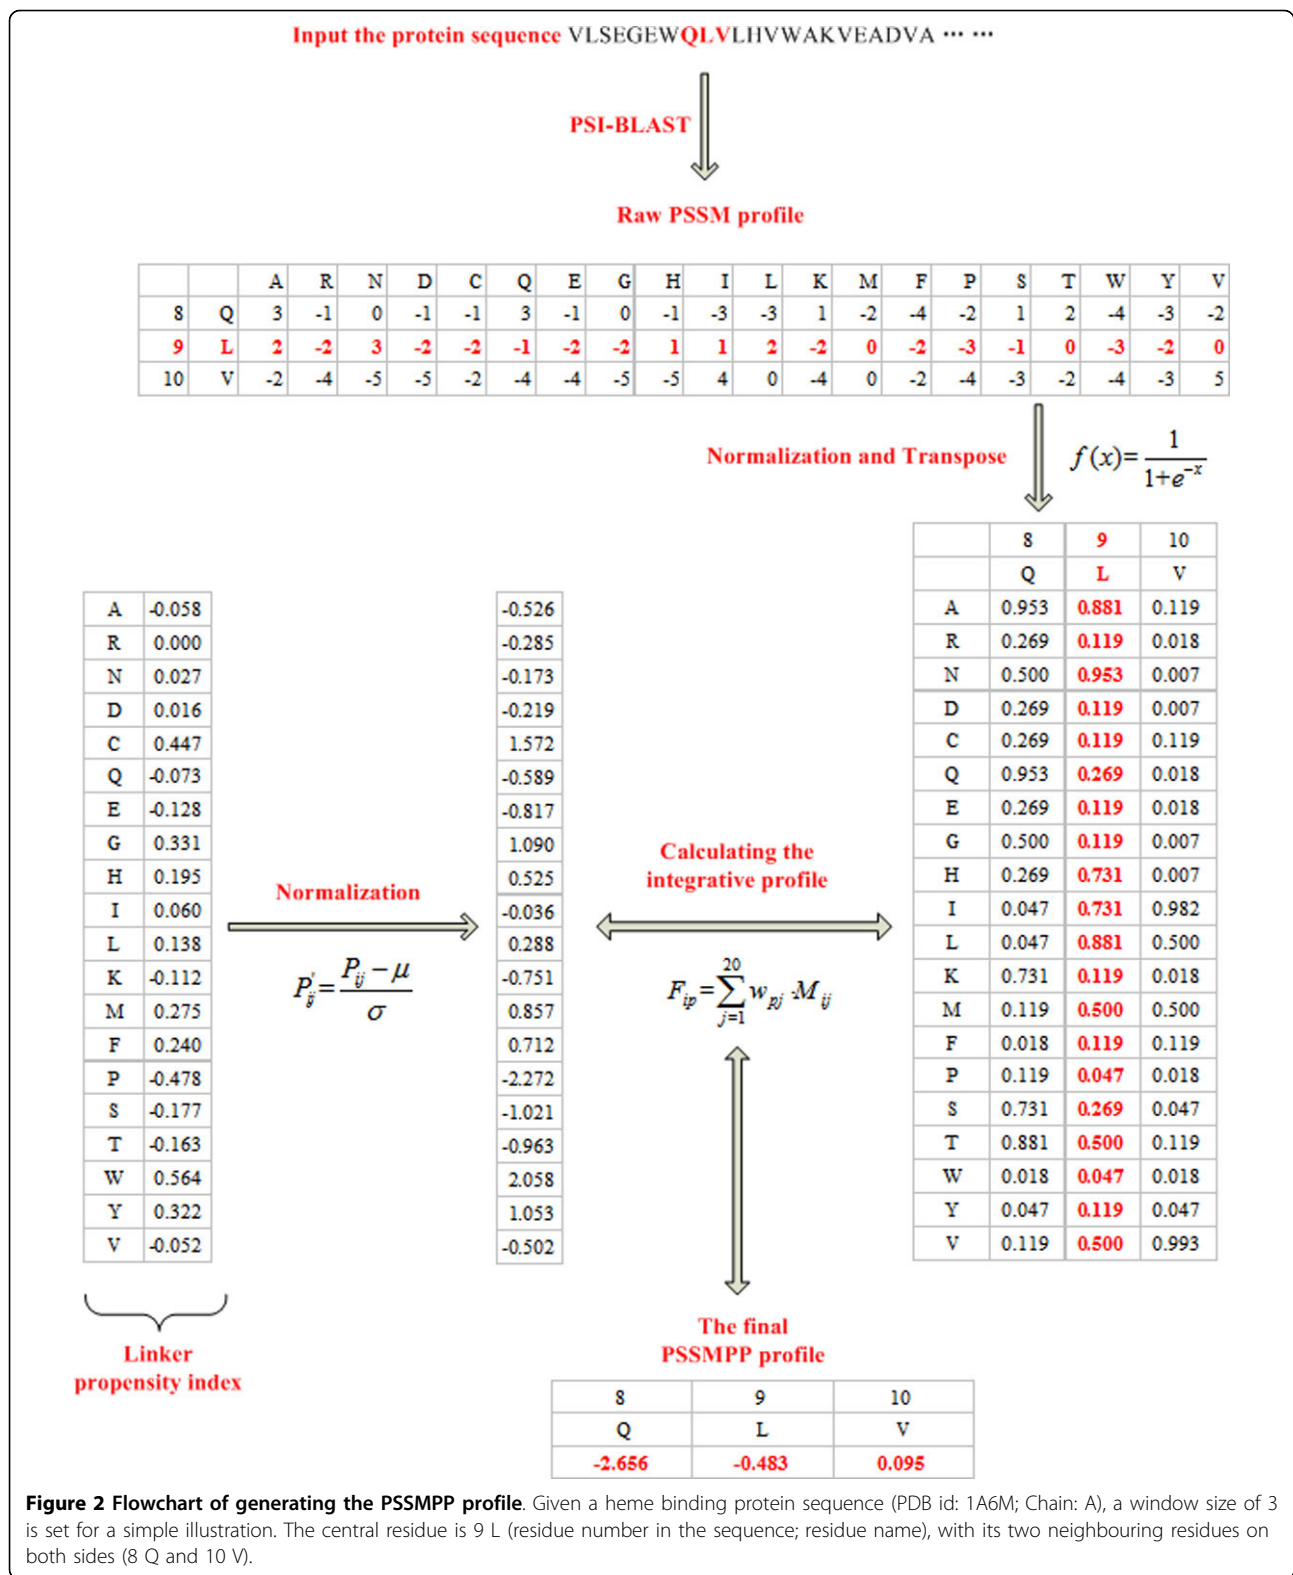 Input the protein sequence VLSEGEWQLVLHVWAKVEADVA ··· ···
PSI-BLAST
Raw PSSM profile
A R N D C Q E G H I L K M F P S T W Y V
8 Q 3 -1 0 -1 -1 3 -1 0 -1 -3 -3 1 -2 -4 -2 1 2 -4 -3 -2
9 L 2 -2 3 -2 -2 -1 -2 -2 1 1 2 -2 0 -2 -3 -1 0 -3 -2 0
10 V -2 -4 -5 -5 -2 -4 -4 -5 -5 4 0 -4 0 -2 -4 -3 -2 -4 -3 5
Normalization and Transpose
f(x)=1/(1+e^{-x})
8 9 10
Q L V
A 0.953 0.881 0.119
R 0.269 0.119 0.018
N 0.500 0.953 0.007
D 0.269 0.119 0.007
C 0.269 0.119 0.119
Q 0.953 0.269 0.018
E 0.269 0.119 0.018
G 0.500 0.119 0.007
H 0.269 0.731 0.007
I 0.047 0.731 0.982
L 0.047 0.881 0.500
K 0.731 0.119 0.018
M 0.119 0.500 0.500
F 0.018 0.119 0.119
P 0.119 0.047 0.018
S 0.731 0.269 0.047
T 0.881 0.500 0.119
W 0.018 0.047 0.018
Y 0.047 0.119 0.047
V 0.119 0.500 0.993
A -0.058
R 0.000
N 0.027
D 0.016
C 0.447
Q -0.073
E -0.128
G 0.331
H 0.195
I 0.060
L 0.138
K -0.112
M 0.275
F 0.240
P -0.478
S -0.177
T -0.163
W 0.564
Y 0.322
V -0.052
Linker
propensity index
Normalization
P'_{ij}=(P_{ij}-μ)/σ
-0.526
-0.285
-0.173
-0.219
1.572
-0.589
-0.817
1.090
0.525
-0.036
0.288
-0.751
0.857
0.712
-2.272
-1.021
-0.963
2.058
1.053
-0.502
Calculating the
integrative profile
F_{ip}=∑_{j=1}^{20} w_{pj}·M_{ij}
The final
PSSMPP profile
8 9 10
Q L V
-2.656 -0.483 0.095
Figure 2 Flowchart of generating the PSSMPP profile. Given a heme binding protein sequence (PDB id: 1A6M; Chain: A), a window size of 3
is set for a simple illustration. The central residue is 9 L (residue number in the sequence; residue name), with its two neighbouring residues on
both sides (8 Q and 10 V).